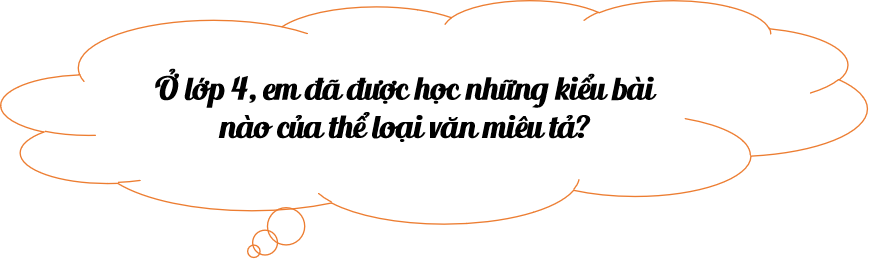 Ở lớp 4, em đã được học những kiểu bài
nào của thể loại văn miêu tả?